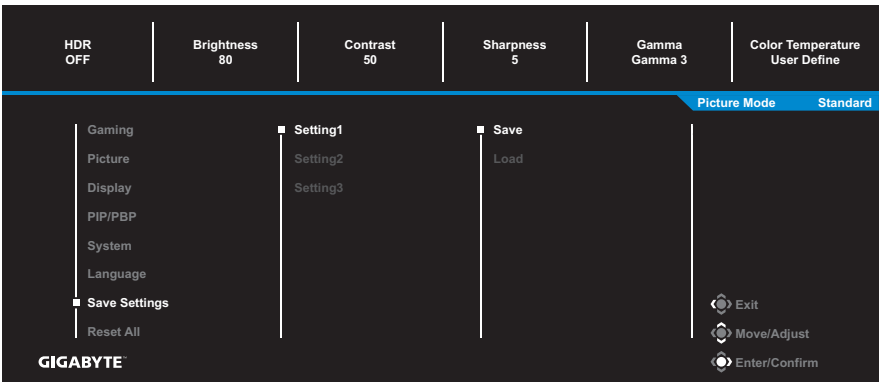 HDR Brightness Contrast Sharpness Gamma Color Temperature
OFF 80 50 5 Gamma 3 User Define
Picture Mode Standard
Gaming Setting1 Save
Picture Setting2 Load
Display Setting3
PIP/PBP
System
Language
Save Settings Exit
Reset All Move/Adjust
GIGABYTE™ Enter/Confirm